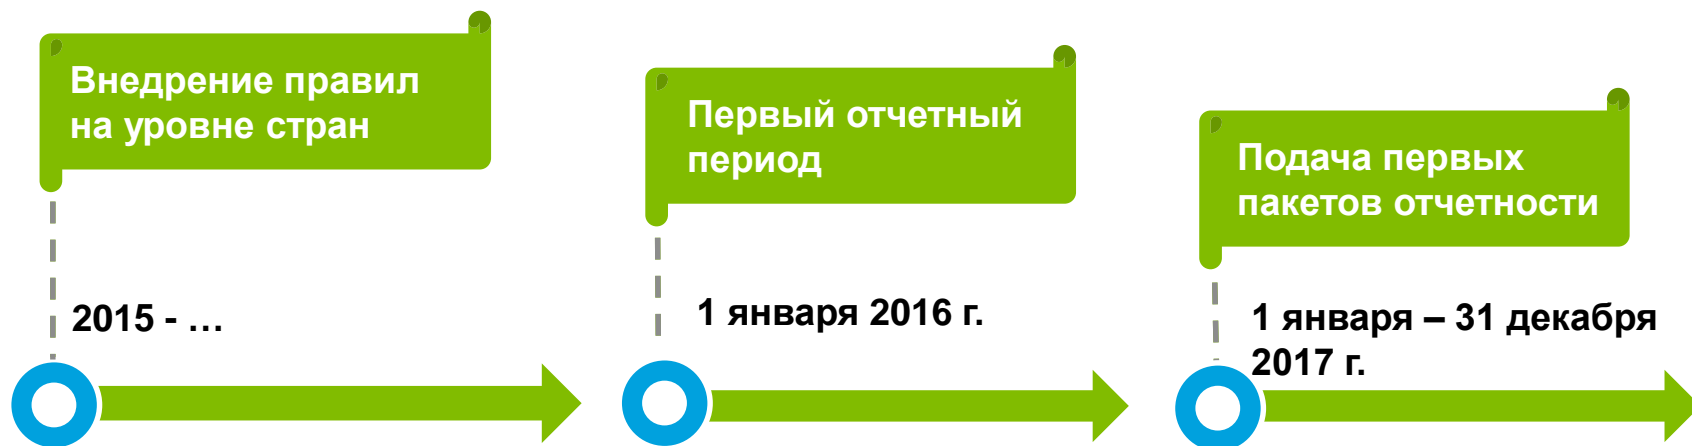 Внедрение правил
на уровне стран
2015 - …
Первый отчетный
период
1 января 2016 г.
Подача первых
пакетов отчетности
1 января – 31 декабря
2017 г.